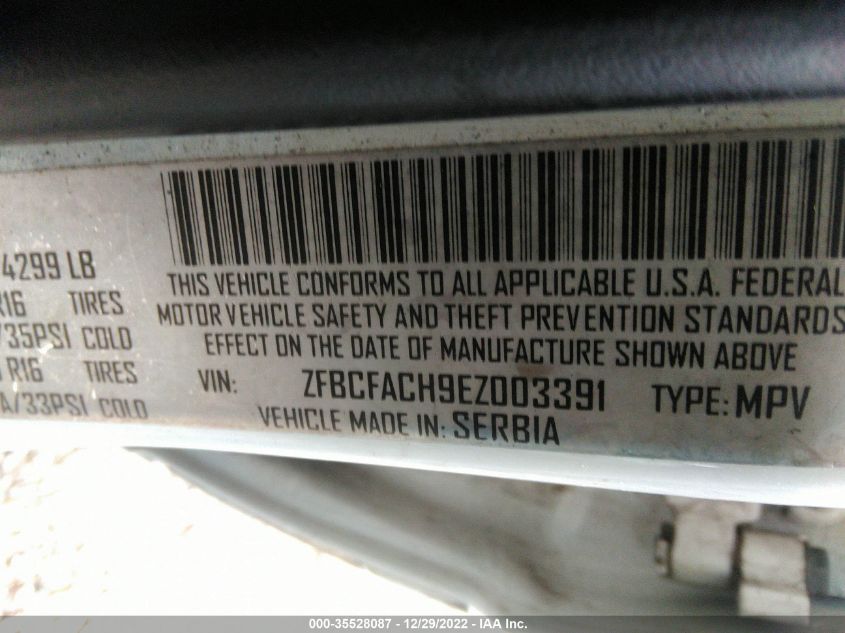 4299 LB
THIS VEHICLE CONFORMS TO ALL APPLICABLE U.S.A. FEDERAL
R16 TIRES
MOTOR VEHICLE SAFETY AND THEFT PREVENTION STANDARDS
/35PSI COLD
EFFECT ON THE DATE OF MANUFACTURE SHOWN ABOVE
R16 TIRES
VIN: ZFBCFACH9EZ003391 TYPE: MPV
A/33PSI COLD
VEHICLE MADE IN: SERBIA
000-35528087 - 12/29/2022 - IAA Inc.